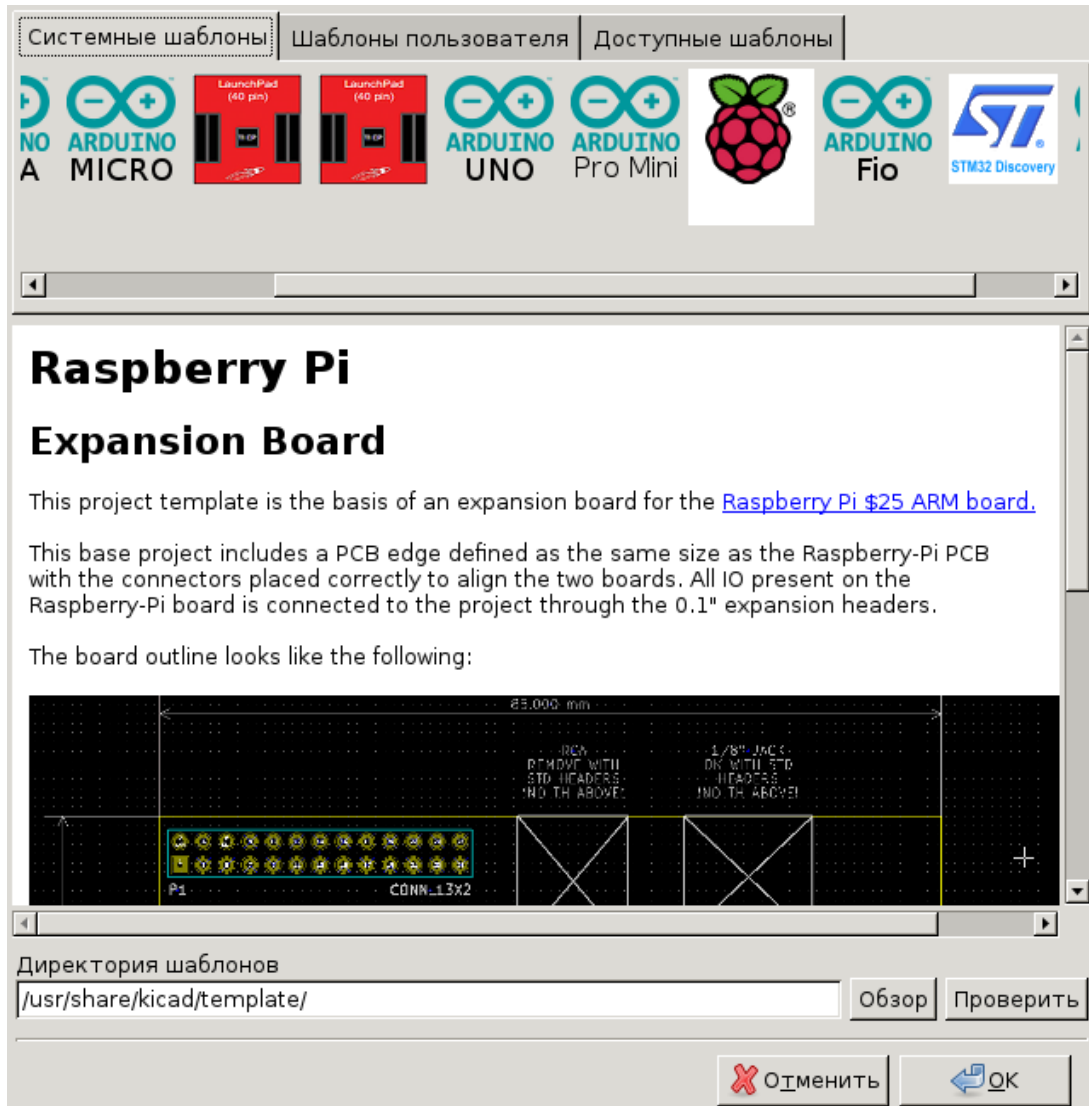 Системные шаблоны
Шаблоны пользователя
Доступные шаблоны
NO
A
ARDUINO
MICRO
LaunchPad
(40 pin)
LaunchPad
(40 pin)
ARDUINO
UNO
ARDUINO
Pro Mini
®
ARDUINO
Fio
STM32 Discovery
Raspberry Pi
Expansion Board
This project template is the basis of an expansion board for the Raspberry Pi $25 ARM board.
This base project includes a PCB edge defined as the same size as the Raspberry-Pi PCB
with the connectors placed correctly to align the two boards. All IO present on the
Raspberry-Pi board is connected to the project through the 0.1" expansion headers.
The board outline looks like the following:
85.000 mm
RCA
REMOVE WITH
STD HEADERS
!NO TH ABOVE!
1/8" JACK
OK WITH STD
HEADERS
!NO TH ABOVE!
P1
CONN_13X2
Директория шаблонов
/usr/share/kicad/template/
Обзор
Проверить
Отменить
ОК